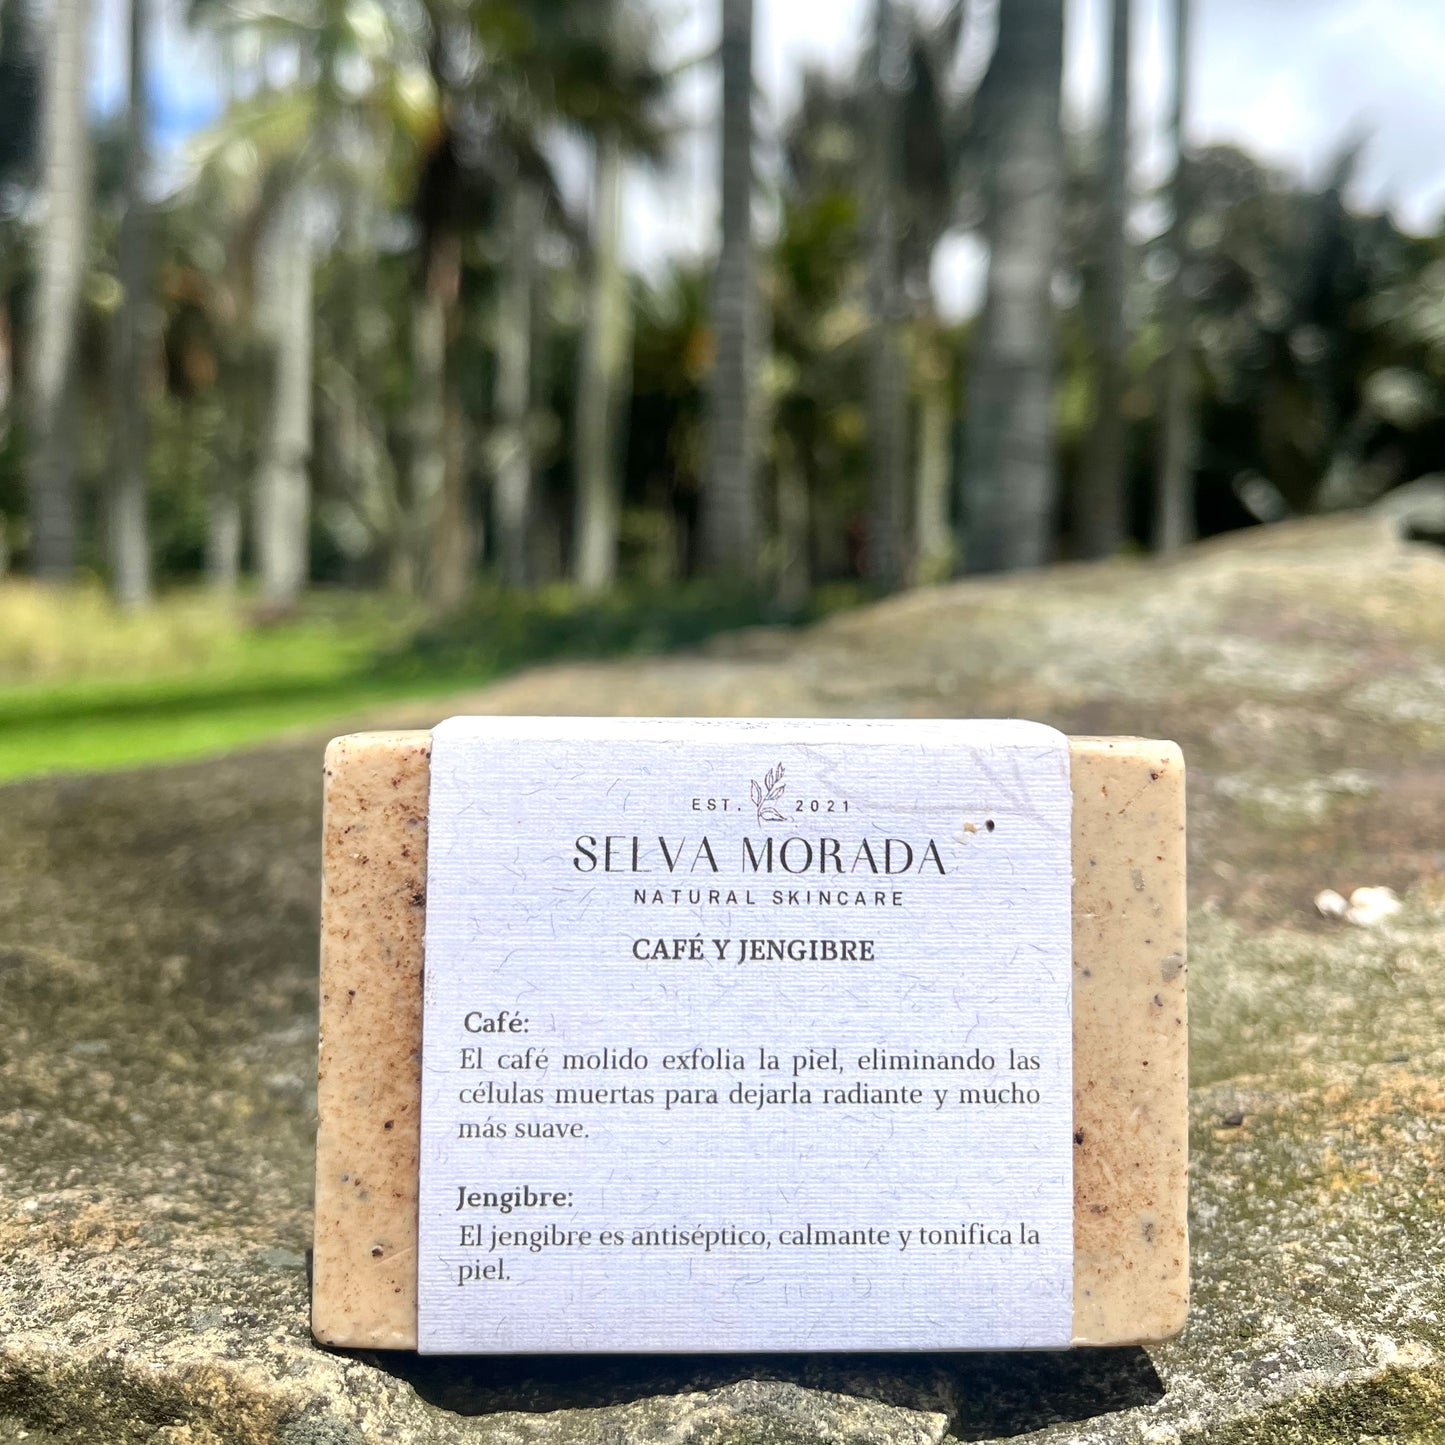 EST. 2021
SELVA MORADA
NATURAL SKINCARE
CAFÉ Y JENGIBRE
Café:
El café molido exfolia la piel, eliminando las
células muertas para dejarla radiante y mucho
más suave.
Jengibre:
El jengibre es antiséptico, calmante y tonifica la
piel.